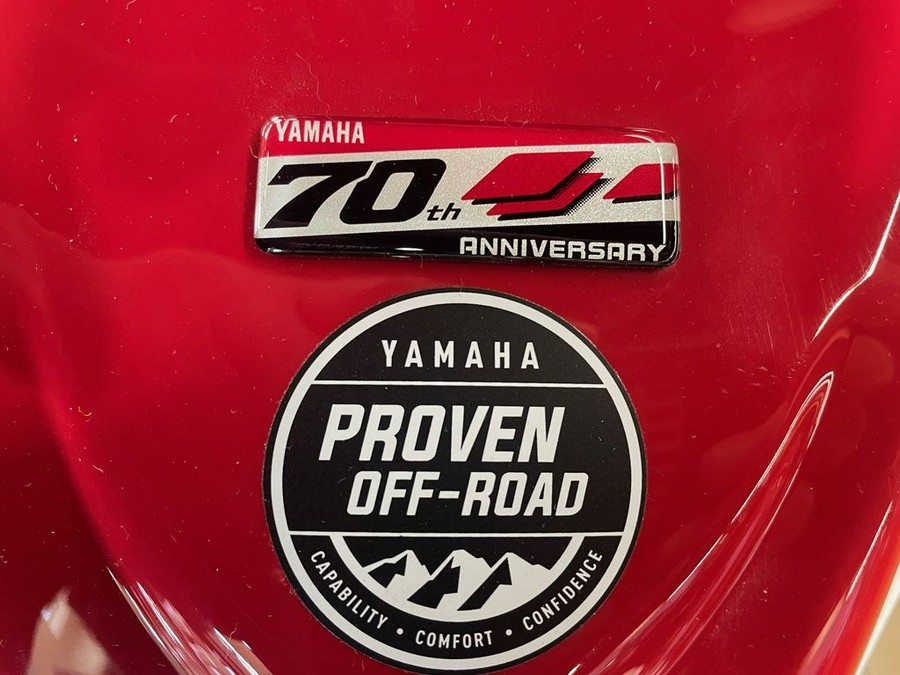 YAMAHA
70th
ANNIVERSARY
YAMAHA
PROVEN
OFF-ROAD
CAPABILITY • COMFORT • CONFIDENCE